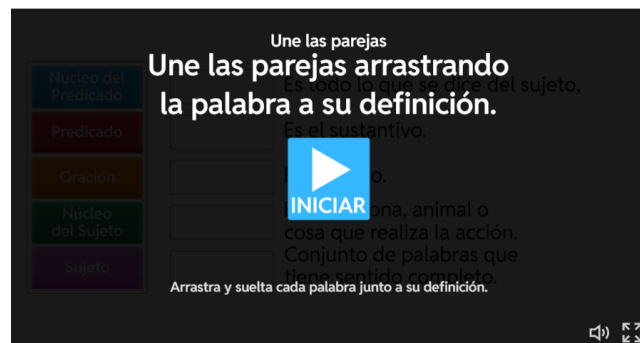 Une las parejas
Une las parejas arrastrando
la palabra a su definición.
Núcleo del
Predicado
Es todo lo que se dice del sujeto,
Predicado
Es el sustantivo.
Oración
o.
INICIAR
Núcleo
del Sujeto
ona, animal o
cosa que realiza la acción.
Sujeto
Conjunto de palabras que
tiene sentido completo.
Arrastra y suelta cada palabra junto a su definición.